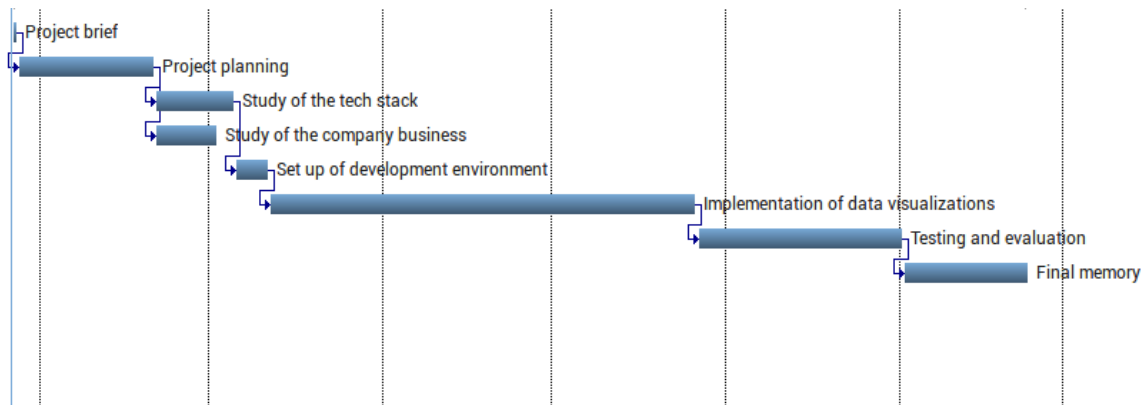 Project brief
Project planning
Study of the tech stack
Study of the company business
Set up of development environment
Implementation of data visualizations
Testing and evaluation
Final memory